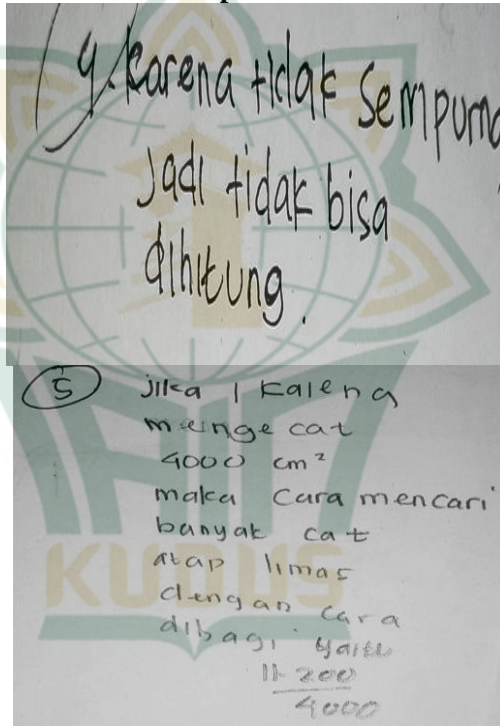 4. Karena tidak Sempurna
Jadi tidak bisa
dihitung.
5 jika 1 kaleng
mengecat
4000 cm²
maka cara mencari
banyak cat
atap limas
dengan cara
dibagi yaitu
11.200
4000
KUDUS